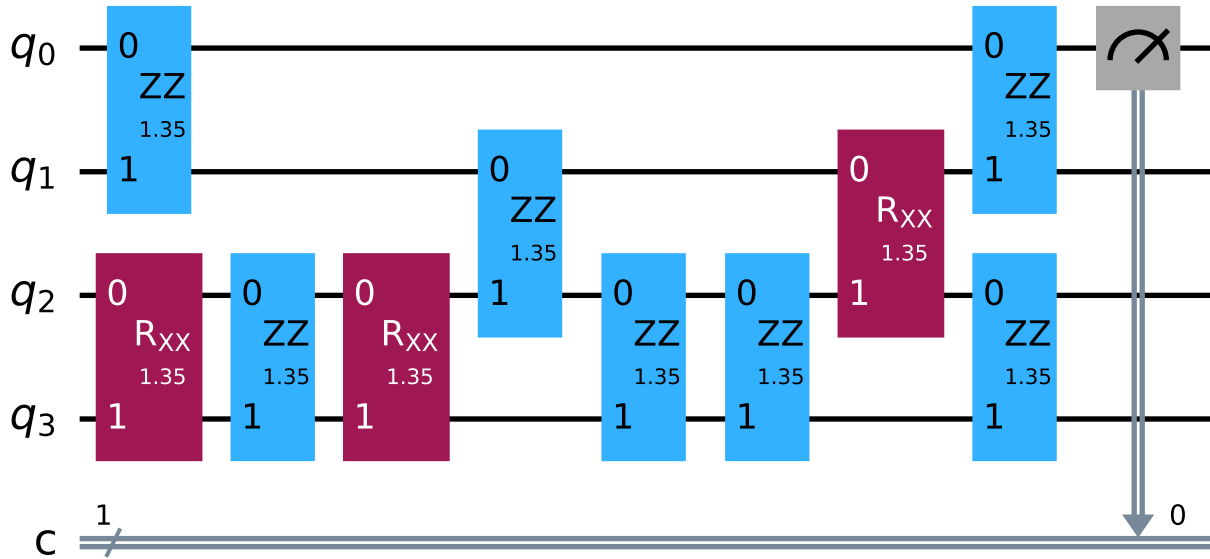 q0 0 ZZ 1.35 1 0 ZZ 1.35 1
q1 0 ZZ 1.35 1 0 RXX 1.35 1
q2 0 RXX 1.35 1 0 ZZ 1.35 1 0 RXX 1.35 1 0 ZZ 1.35 1 0 ZZ 1.35 1 0 ZZ 1.35 1
q3
c 1 0